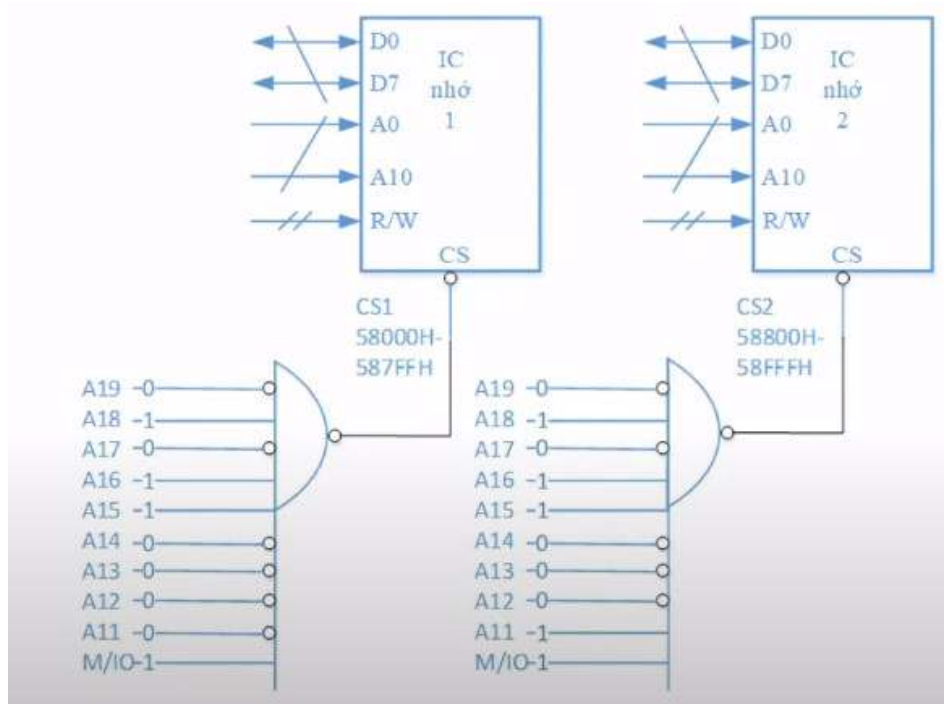 D0
IC
D7
nhớ
1
A0
A10
R/W
CS
D0
IC
D7
nhớ
2
A0
A10
R/W
CS
CS1
58000H-
587FFH
CS2
58800H-
58FFFH
A19 -0
A18 -1
A17 -0
A16 -1
A15 -1
A14 -0
A13 -0
A12 -0
A11 -0
M/IO-1
A19 -0
A18 -1
A17 -0
A16 -1
A15 -1
A14 -0
A13 -0
A12 -0
A11 -1
M/IO-1